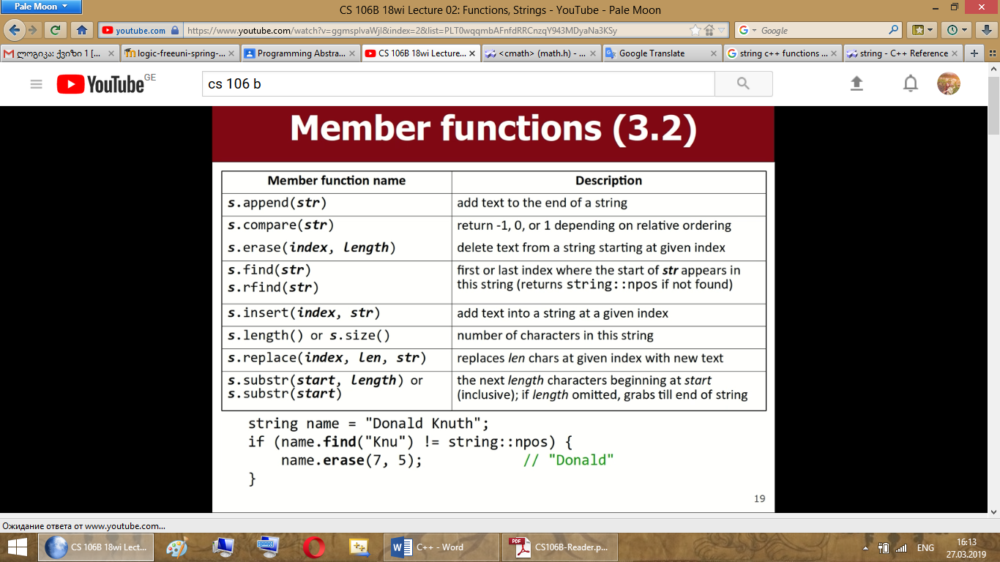 Pale Moon
CS 106B 18wi Lecture 02: Functions, Strings - YouTube - Pale Moon
youtube.com https://www.youtube.com/watch?v=ggmsplvaWjI&index=2&list=PLT0wqqmbAFnfdRRCnzqY943MDyaNa3KSy
Google
ლოგიკა: ქვიზი 1 [...
logic-freeuni-spring-...
Programming Abstra...
CS 106B 18wi Lecture...
<cmath> (math.h) - ...
Google Translate
string c++ functions ...
string - C++ Reference
YouTube GE
cs 106 b
Member functions (3.2)
Member function name Description
s.append(str) add text to the end of a string
s.compare(str) return -1, 0, or 1 depending on relative ordering
s.erase(index, length) delete text from a string starting at given index
s.find(str) first or last index where the start of str appears in
s.rfind(str) this string (returns string::npos if not found)
s.insert(index, str) add text into a string at a given index
s.length() or s.size() number of characters in this string
s.replace(index, len, str) replaces len chars at given index with new text
s.substr(start, length) or the next length characters beginning at start
s.substr(start) (inclusive); if length omitted, grabs till end of string
string name = "Donald Knuth";
if (name.find("Knu") != string::npos) {
name.erase(7, 5); // "Donald"
}
19
Ожидание ответа от www.youtube.com...
CS 106B 18wi Lect...
C++ - Word
PDF
CS106B-Reader.p...
ENG
16:13
27.03.2019